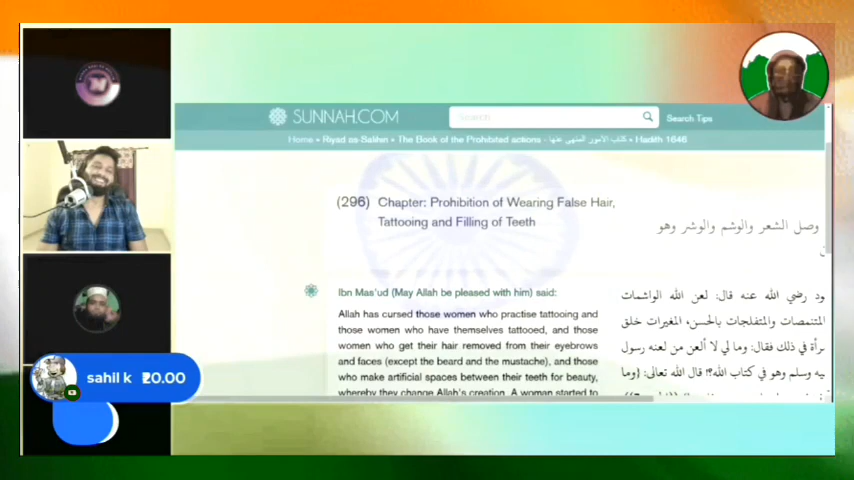 SUNNAH.COM
Search
Search Tips
Home » Riyad as-Salihin » The Book of the Prohibited actions - كتاب الأمور المنهي عنها » Hadith 1646
(296) Chapter: Prohibition of Wearing False Hair,
Tattooing and Filling of Teeth
وصل الشعر والوشم والوشر وهو
Ibn Mas'ud (May Allah be pleased with him) said:
Allah has cursed those women who practise tattooing and
those women who have themselves tattooed, and those
women who get their hair removed from their eyebrows
and faces (except the beard and the mustache), and those
who make artificial spaces between their teeth for beauty,
whereby they change Allah's creation. A woman started to
ود رضي الله عنه قال: لعن الله الواشمات
المتنمصات والمتفلجات بالحسن، المغيرات خلق
رأة في ذلك فقال: وما لي لا ألعن من لعنه رسول
يه وسلم وهو في كتاب الله؟! قال الله تعالى: {وما
sahil k ₹20.00